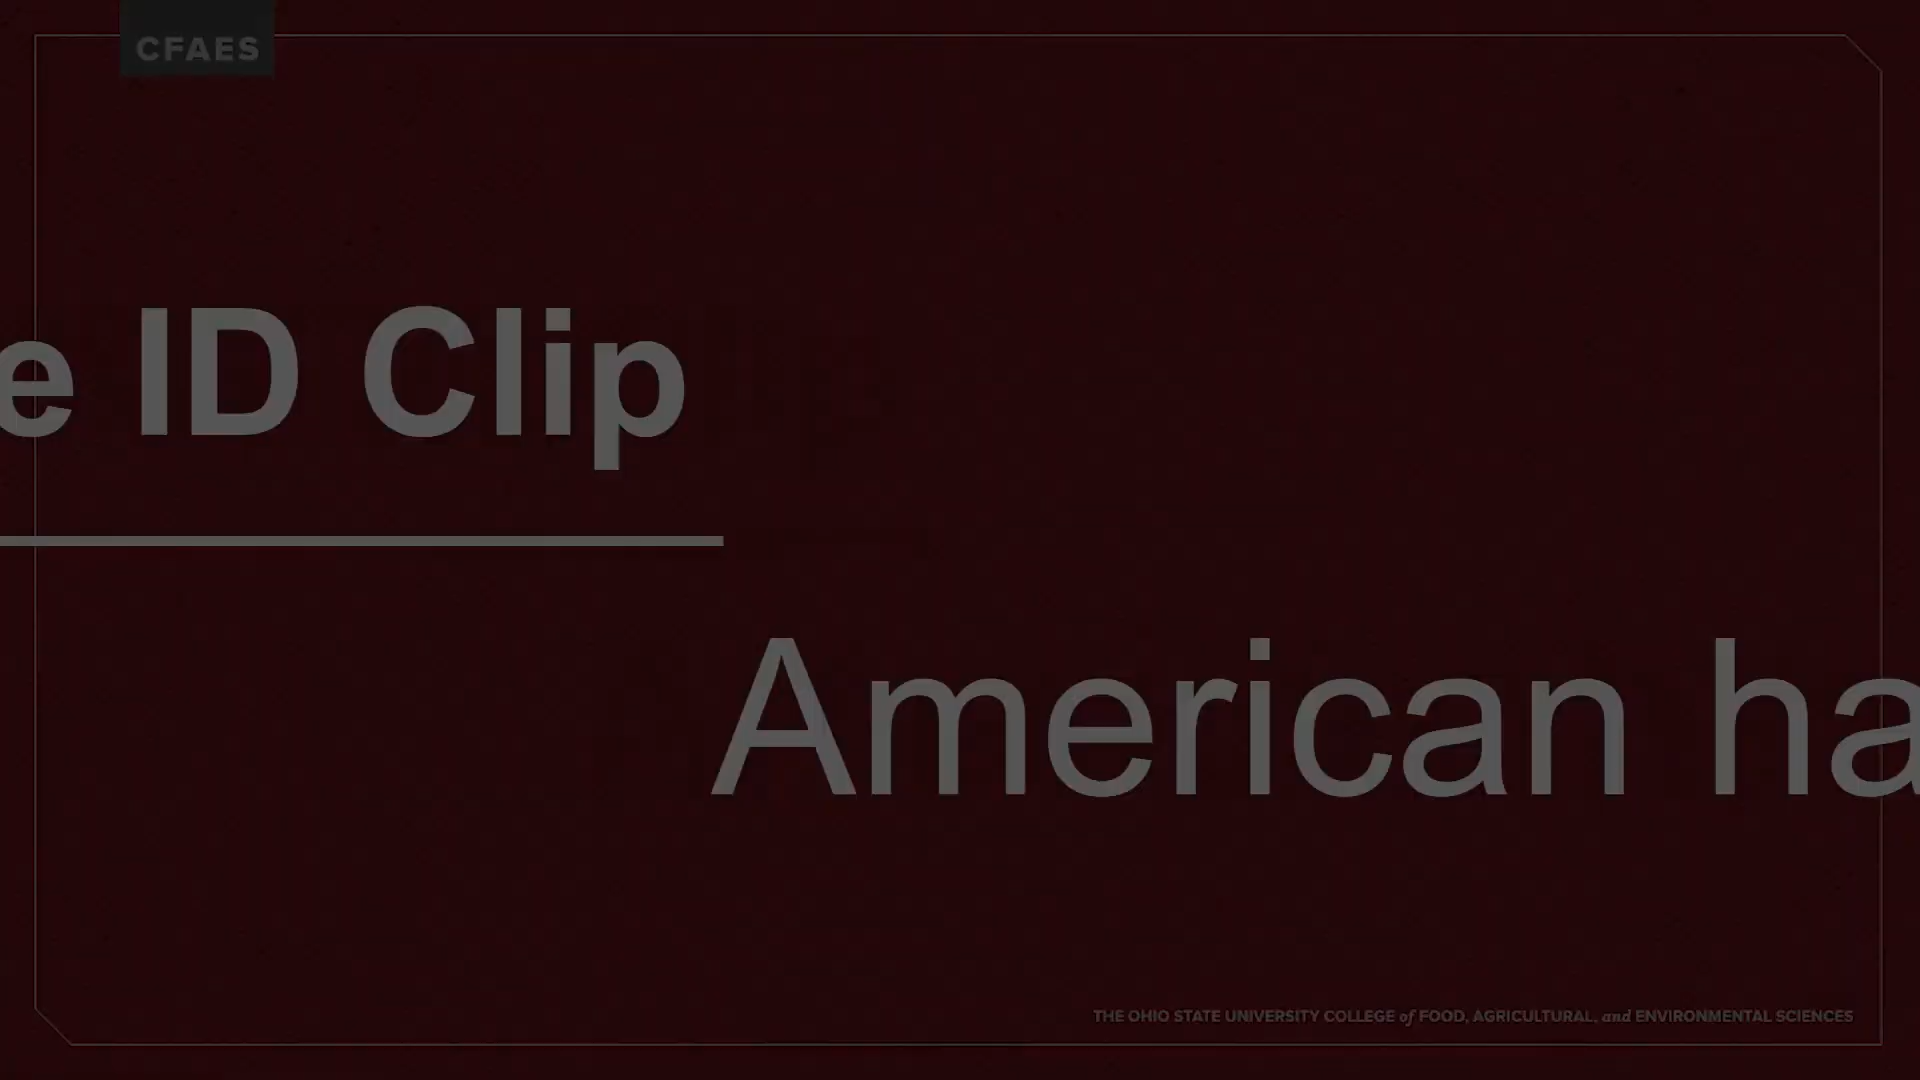 CFAES
e ID Clip
American ha
THE OHIO STATE UNIVERSITY COLLEGE of FOOD, AGRICULTURAL, and ENVIRONMENTAL SCIENCES